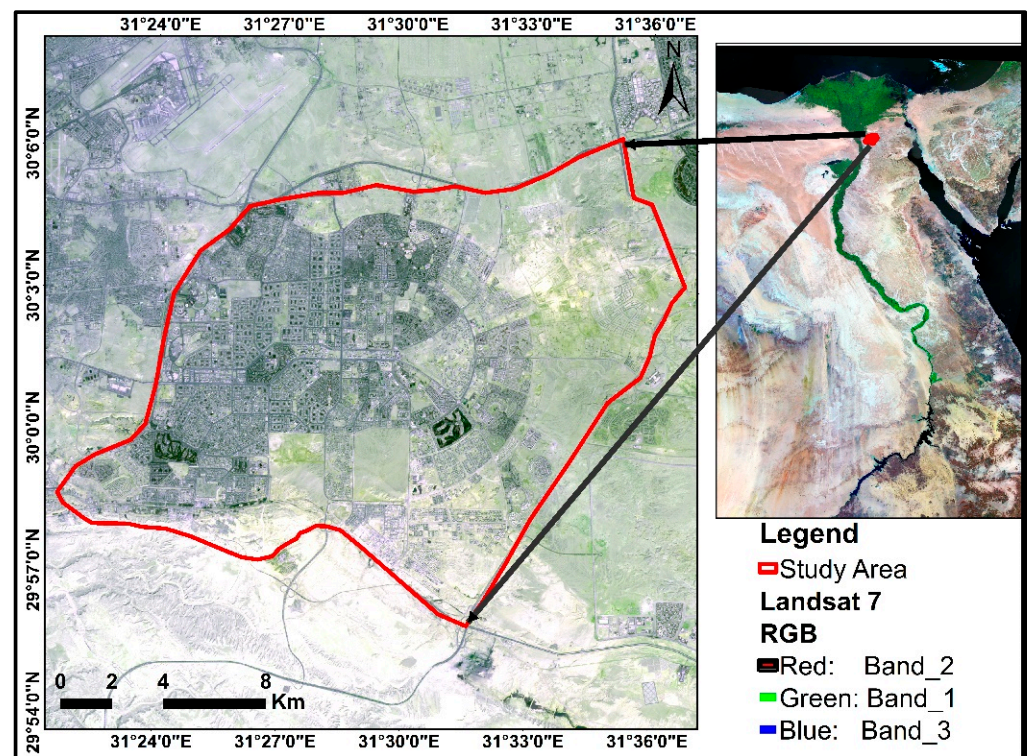 31°24'0"E 31°27'0"E 31°30'0"E 31°33'0"E 31°36'0"E
N
30°6'0"N
30°3'0"N
30°0'0"N
29°57'0"N
29°54'0"N
0 2 4 8
Km
31°24'0"E 31°27'0"E 31°30'0"E 31°33'0"E 31°36'0"E
Legend
Study Area
Landsat 7
RGB
Red: Band_2
Green: Band_1
Blue: Band_3